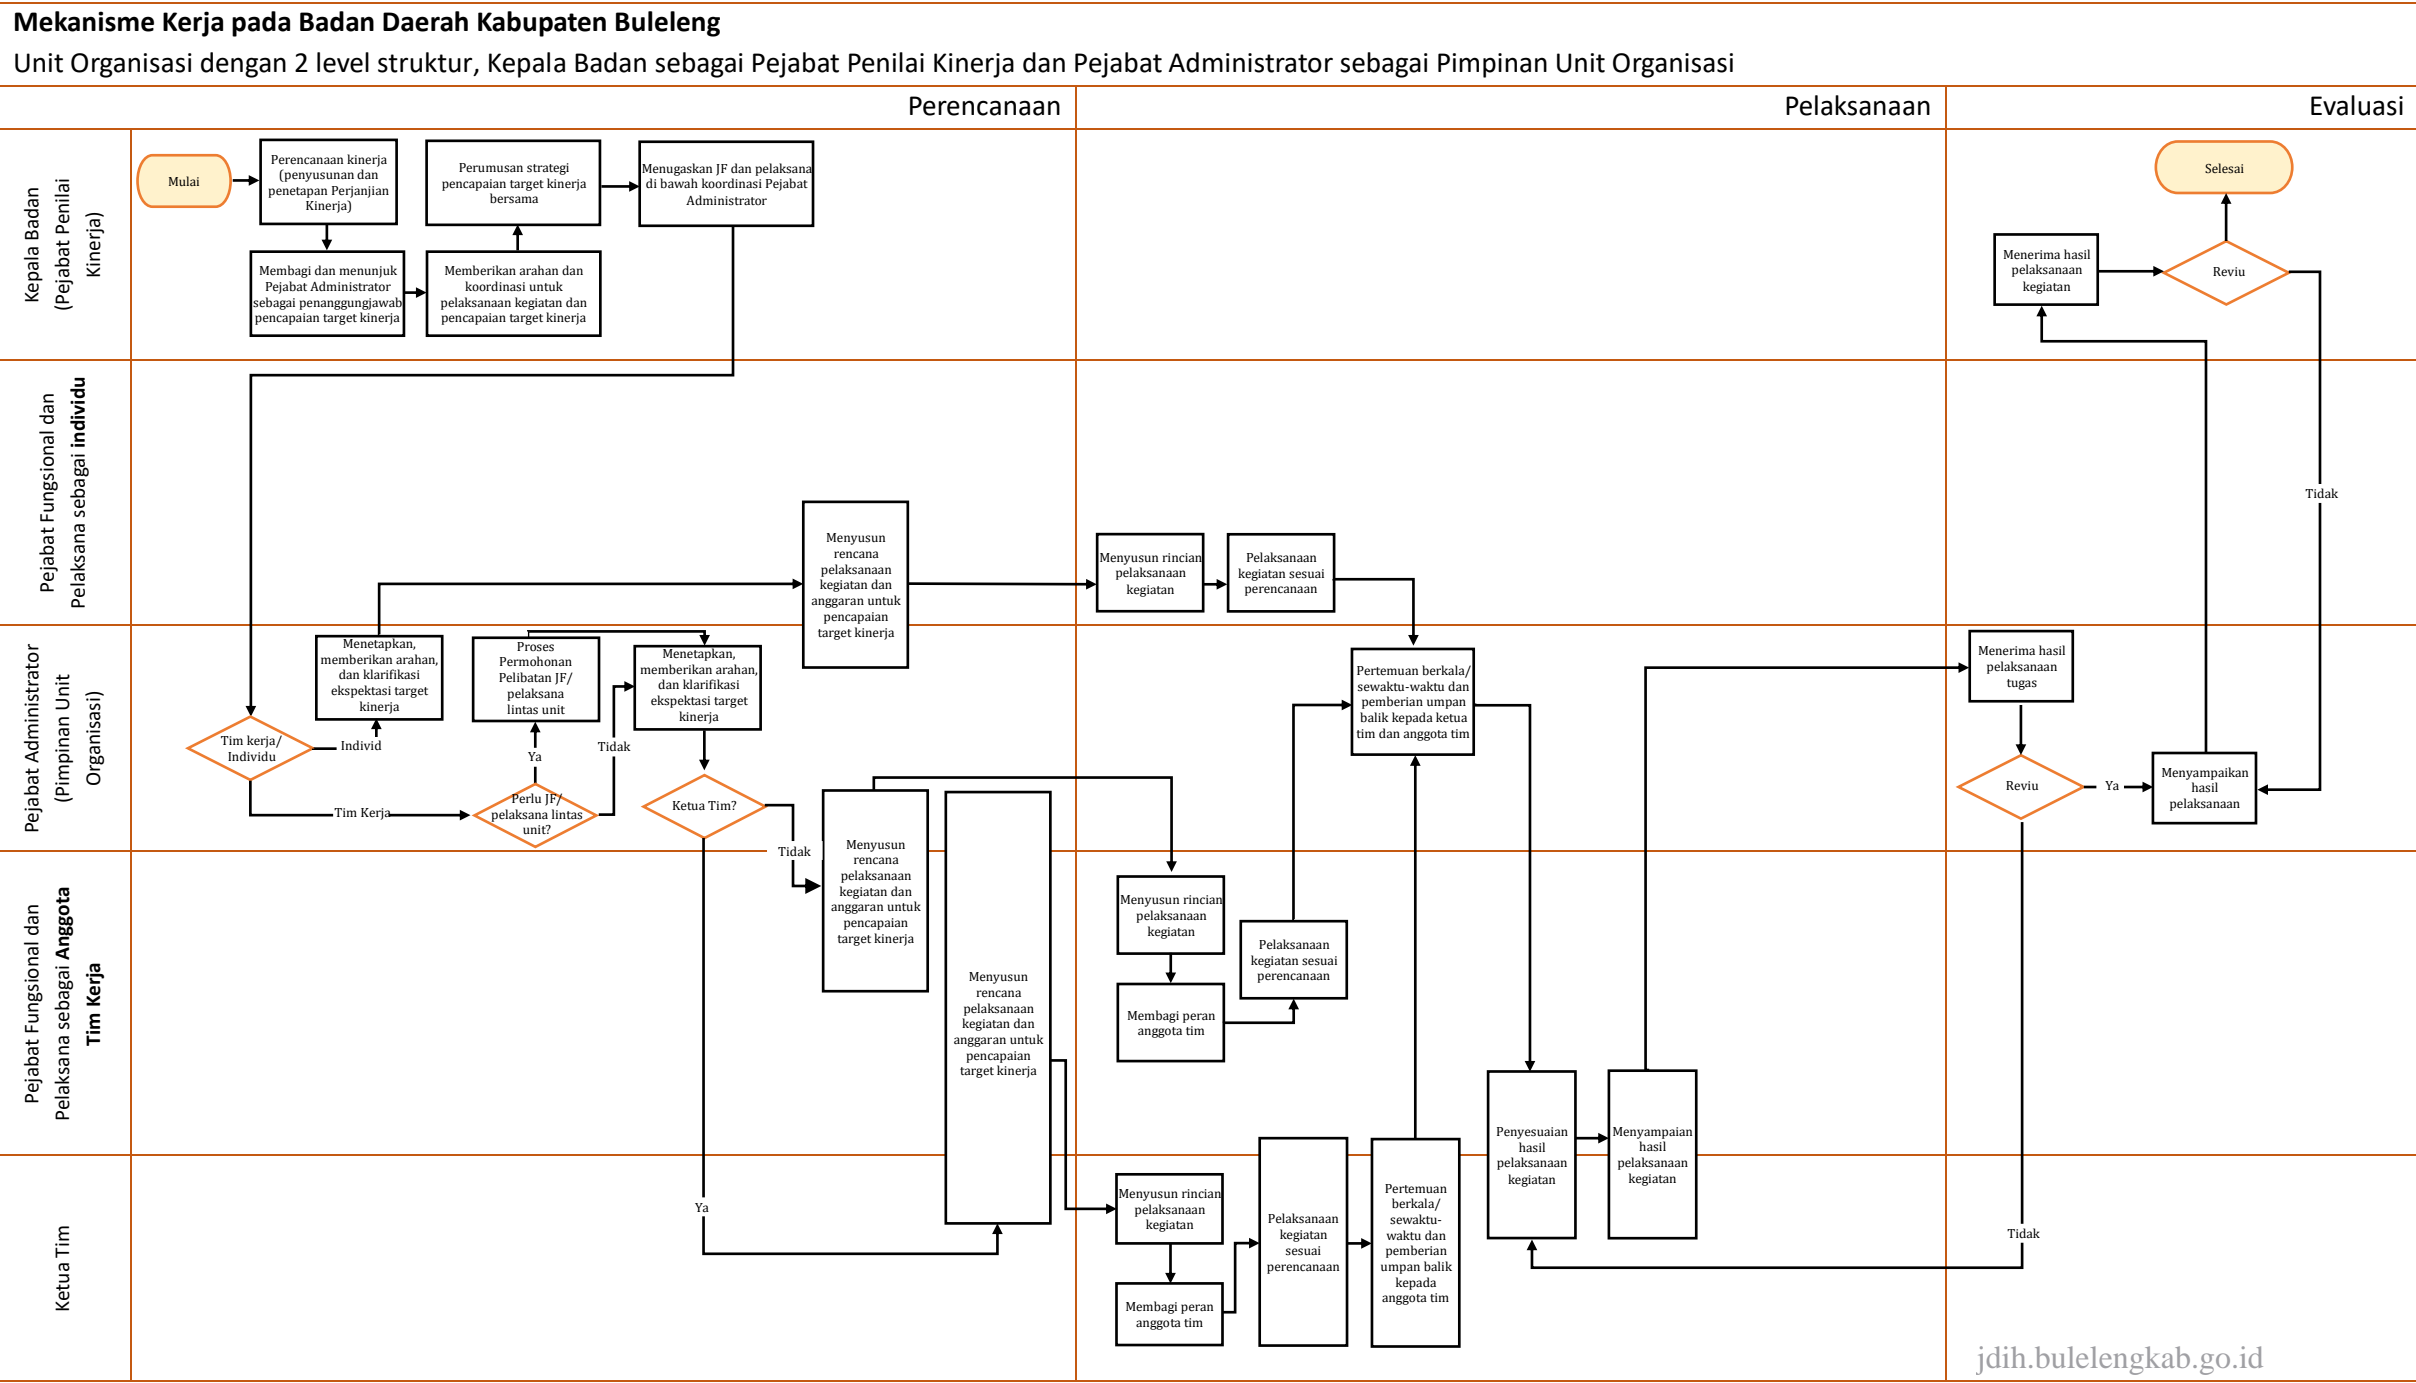 Mekanisme Kerja pada Badan Daerah Kabupaten Buleleng
Unit Organisasi dengan 2 level struktur, Kepala Badan sebagai Pejabat Penilai Kinerja dan Pejabat Administrator sebagai Pimpinan Unit Organisasi
Perencanaan
Pelaksanaan
Evaluasi
Kepala Badan
(Pejabat Penilai
Kinerja)
Mulai
Perencanaan kinerja
(penyusunan dan
penetapan Perjanjian
Kinerja)
Membagi dan menunjuk
Pejabat Administrator
sebagai penanggungjawab
pencapaian target kinerja
Memberikan arahan dan
koordinasi untuk
pelaksanaan kegiatan dan
pencapaian target kinerja
Perumusan strategi
pencapaian target kinerja
bersama
Menugaskan JF dan pelaksana
di bawah koordinasi Pejabat
Administrator
Selesai
Menerima hasil
pelaksanaan
kegiatan
Reviu
Tidak
Pejabat Fungsional dan
Pelaksana sebagai individu
Menyusun
rencana
pelaksanaan
kegiatan dan
anggaran untuk
pencapaian
target kinerja
Menyusun rincian
pelaksanaan
kegiatan
Pelaksanaan
kegiatan sesuai
perencanaan
Pejabat Administrator
(Pimpinan Unit
Organisasi)
Tim kerja/
Individu
Individ
Tim Kerja
Menetapkan,
memberikan arahan,
dan klarifikasi
ekspektasi target
kinerja
Proses
Permohonan
Pelibatan JF/
pelaksana
lintas unit
Ya
Perlu JF/
pelaksana lintas
unit?
Tidak
Menetapkan,
memberikan arahan,
dan klarifikasi
ekspektasi target
kinerja
Ketua Tim?
Tidak
Pertemuan berkala/
sewaktu-waktu dan
pemberian umpan
balik kepada ketua
tim dan anggota tim
Menerima hasil
pelaksanaan
tugas
Reviu
Ya
Menyampaikan
hasil
pelaksanaan
Pejabat Fungsional dan
Pelaksana sebagai Anggota
Tim Kerja
Menyusun
rencana
pelaksanaan
kegiatan dan
anggaran untuk
pencapaian
target kinerja
Menyusun
rencana
pelaksanaan
kegiatan dan
anggaran untuk
pencapaian
target kinerja
Menyusun rincian
pelaksanaan
kegiatan
Membagi peran
anggota tim
Pelaksanaan
kegiatan sesuai
perencanaan
Penyesuaian
hasil
pelaksanaan
kegiatan
Menyampaian
hasil
pelaksanaan
kegiatan
Ketua Tim
Ya
Menyusun rincian
pelaksanaan
kegiatan
Membagi peran
anggota tim
Pelaksanaan
kegiatan
sesuai
perencanaan
Pertemuan
berkala/
sewaktu-
waktu dan
pemberian
umpan balik
kepada
anggota tim
Tidak
jdih.bulelengkab.go.id